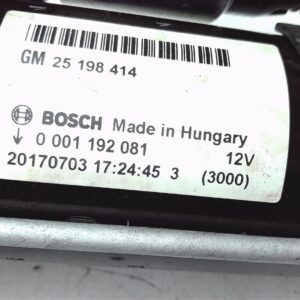 GM 25 198 414
BOSCH Made in Hungary
↓ 0 001 192 081 12V
20170703 17:24:45 3 (3000)